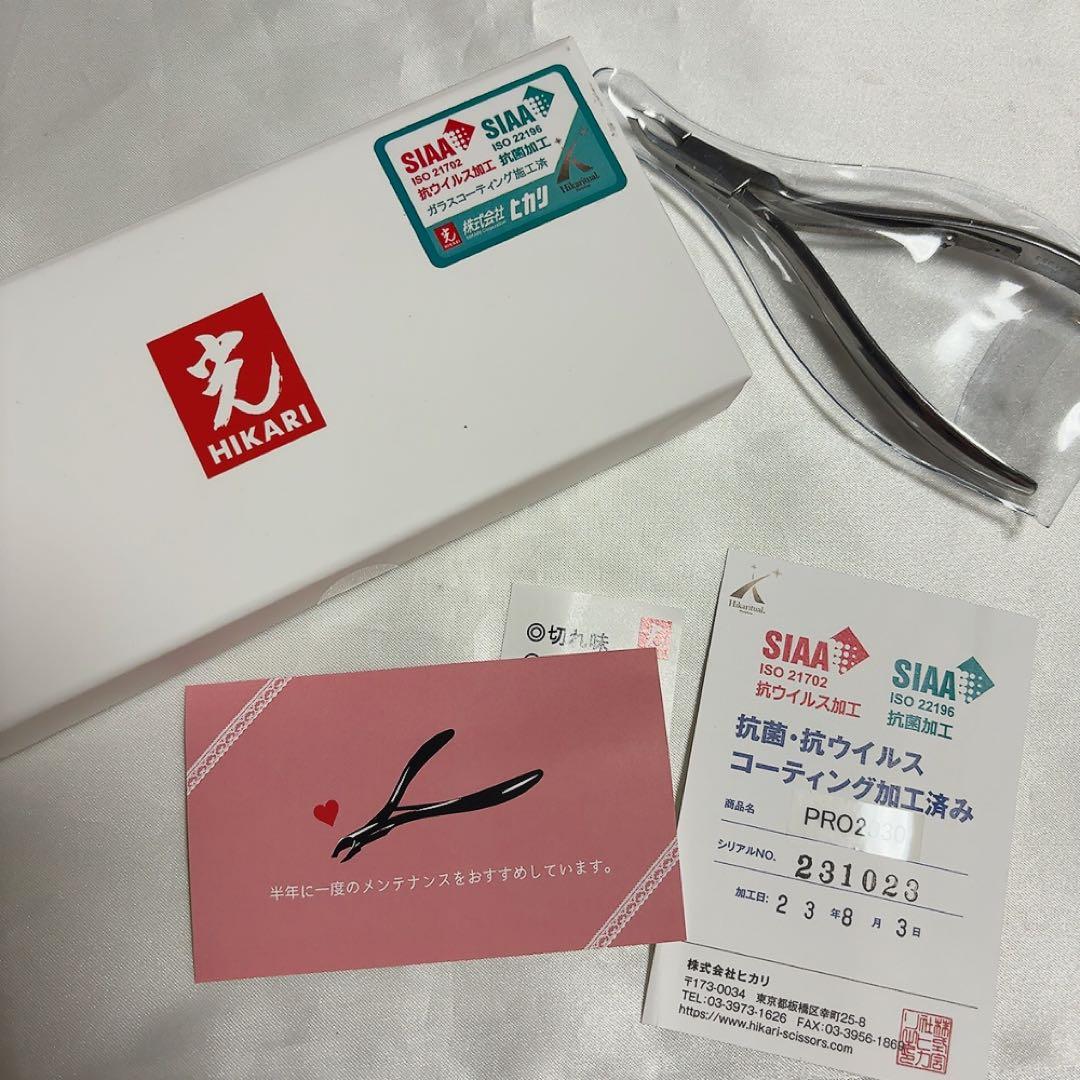 SIAA
ISO 21702
抗ウイルス加工
SIAA
ISO 22196
抗菌加工
ガラスコーティング施工済
Hikaritual
光
HIKARI
株式会社ヒカリ
光
HIKARI
◎切れ味
半年に一度のメンテナンスをおすすめしています。
Hikaritual
SIAA
ISO 21702
抗ウイルス加工
SIAA
ISO 22196
抗菌加工
抗菌・抗ウイルス
コーティング加工済み
商品名 PRO2030
シリアルNO. 231023
加工日: 23年8月3日
株式会社ヒカリ
〒173-0034 東京都板橋区幸町25-8
TEL:03-3973-1626 FAX:03-3956-1869
https://www.hikari-scissors.com